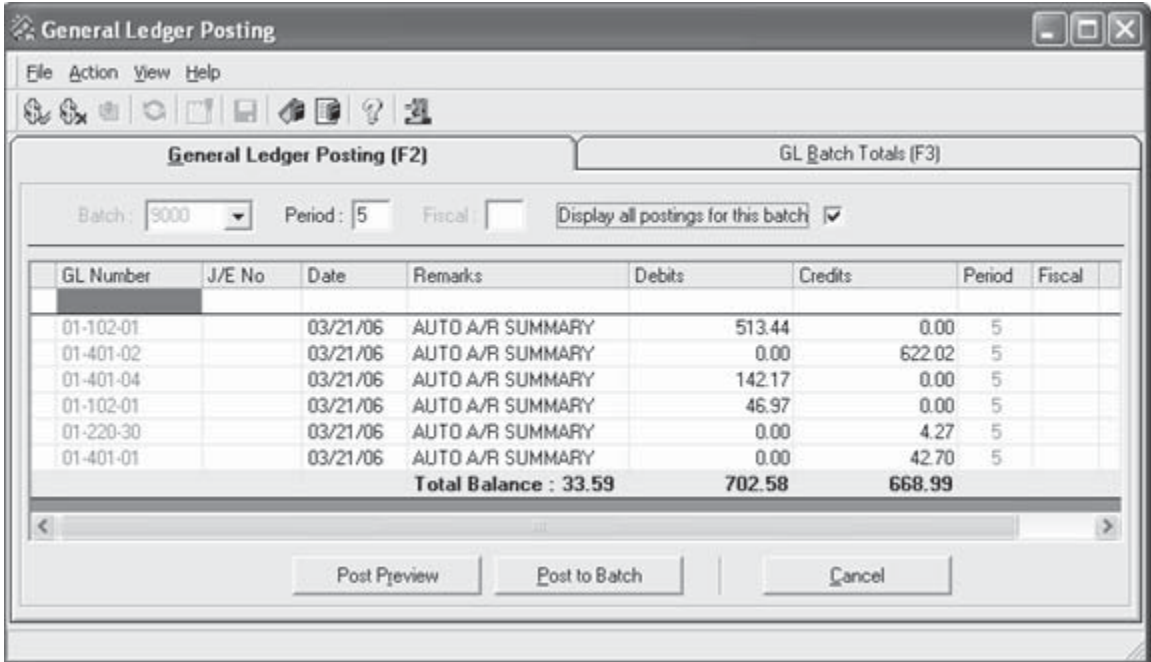 General Ledger Posting
File Action View Help
General Ledger Posting (F2) GL Batch Totals (F3)
Batch : 9000 Period : 5 Fiscal : Display all postings for this batch
GL Number J/E No Date Remarks Debits Credits Period Fiscal
01-102-01 03/21/06 AUTO A/R SUMMARY 513.44 0.00 5
01-401-02 03/21/06 AUTO A/R SUMMARY 0.00 622.02 5
01-401-04 03/21/06 AUTO A/R SUMMARY 142.17 0.00 5
01-102-01 03/21/06 AUTO A/R SUMMARY 46.97 0.00 5
01-220-30 03/21/06 AUTO A/R SUMMARY 0.00 4.27 5
01-401-01 03/21/06 AUTO A/R SUMMARY 0.00 42.70 5
Total Balance : 33.59 702.58 668.99
Post Preview Post to Batch Cancel